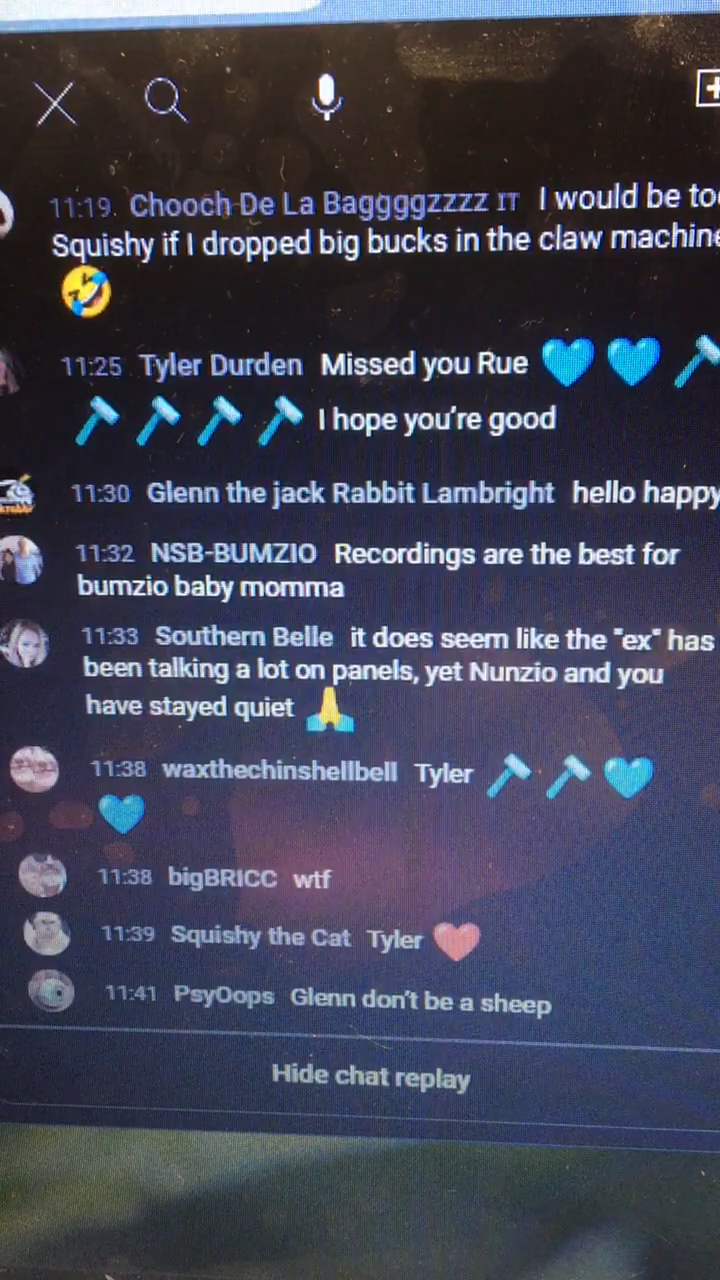 11:19. Chooch De La Baggggzzzz IT I would be too
Squishy if I dropped big bucks in the claw machine
🤣
11:25 Tyler Durden Missed you Rue 💙 💙 🔨
🔨 🔨 🔨 🔨 I hope you’re good
11:30 Glenn the jack Rabbit Lambright hello happy
11:32 NSB-BUMZIO Recordings are the best for
bumzio baby momma
11:33 Southern Belle it does seem like the "ex" has
been talking a lot on panels, yet Nunzio and you
have stayed quiet 🙏
11:38 waxthechinshellbell Tyler 🔨 🔨 💙
💙
11:38 bigBRICC wtf
11:39 Squishy the Cat Tyler ❤️
11:41 PsyOops Glenn don't be a sheep
Hide chat replay